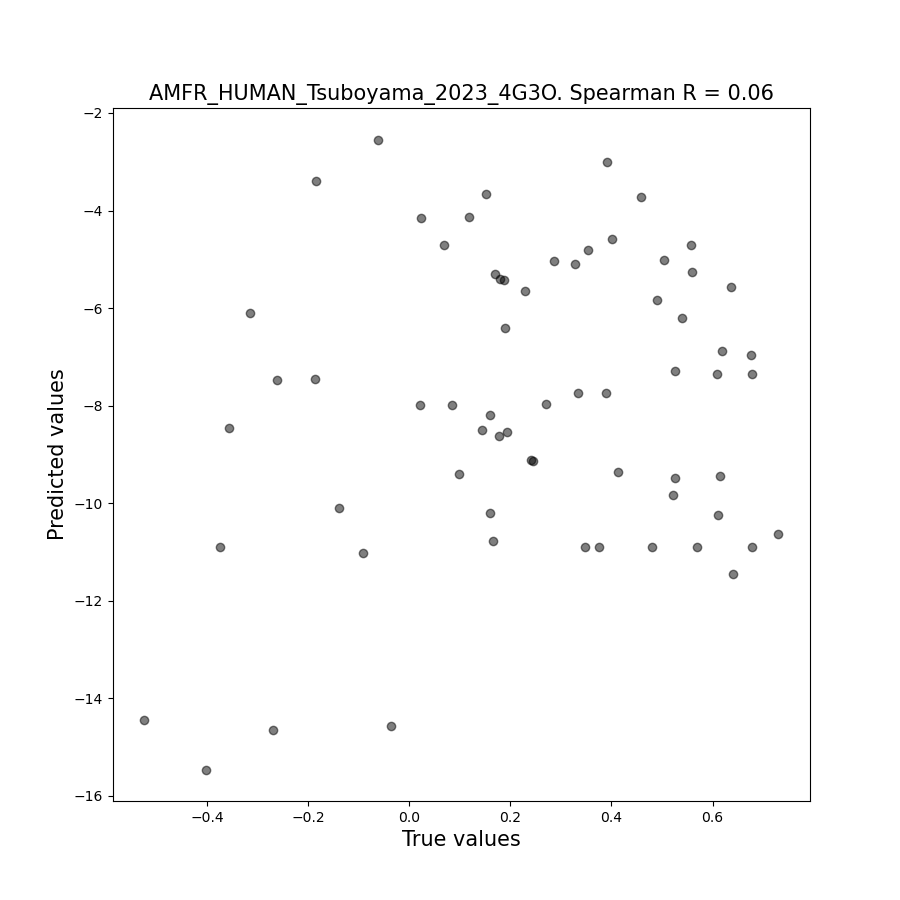 AMFR_HUMAN_Tsuboyama_2023_4G3O. Spearman R = 0.06
−2
−4
−6
−8
−10
−12
−14
−16
Predicted values
−0.4 −0.2 0.0 0.2 0.4 0.6
True values